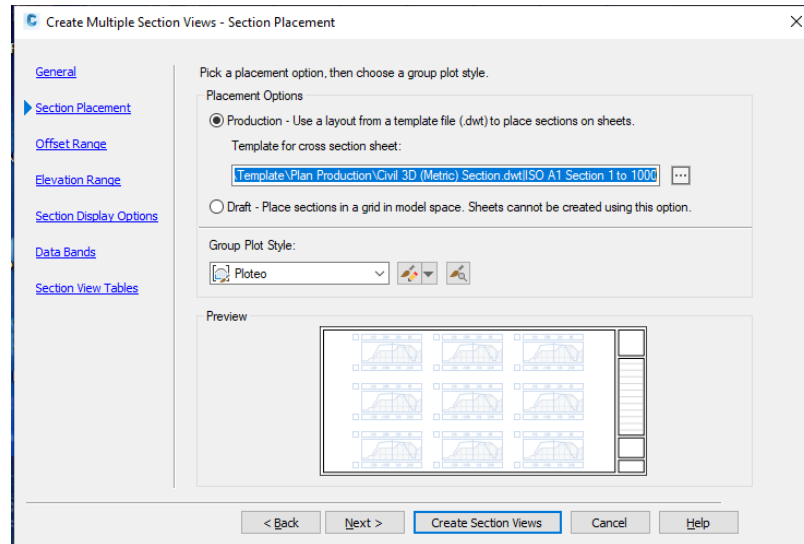 Create Multiple Section Views - Section Placement
General
Section Placement
Offset Range
Elevation Range
Section Display Options
Data Bands
Section View Tables
Pick a placement option, then choose a group plot style.
Placement Options
Production - Use a layout from a template file (.dwt) to place sections on sheets.
Template for cross section sheet:
.Template\Plan Production\Civil 3D (Metric) Section.dwt|ISO A1 Section 1 to 1000
...
Draft - Place sections in a grid in model space. Sheets cannot be created using this option.
Group Plot Style:
Ploteo
Preview
< Back Next > Create Section Views Cancel Help